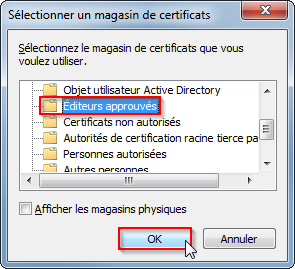 Sélectionner un magasin de certificats
Sélectionnez le magasin de certificats que vous
voulez utiliser.
Objet utilisateur Active Directory
Éditeurs approuvés
Certificats non autorisés
Autorités de certification racine tierce pa
Personnes autorisées
Autres personnes
Afficher les magasins physiques
OK
Annuler